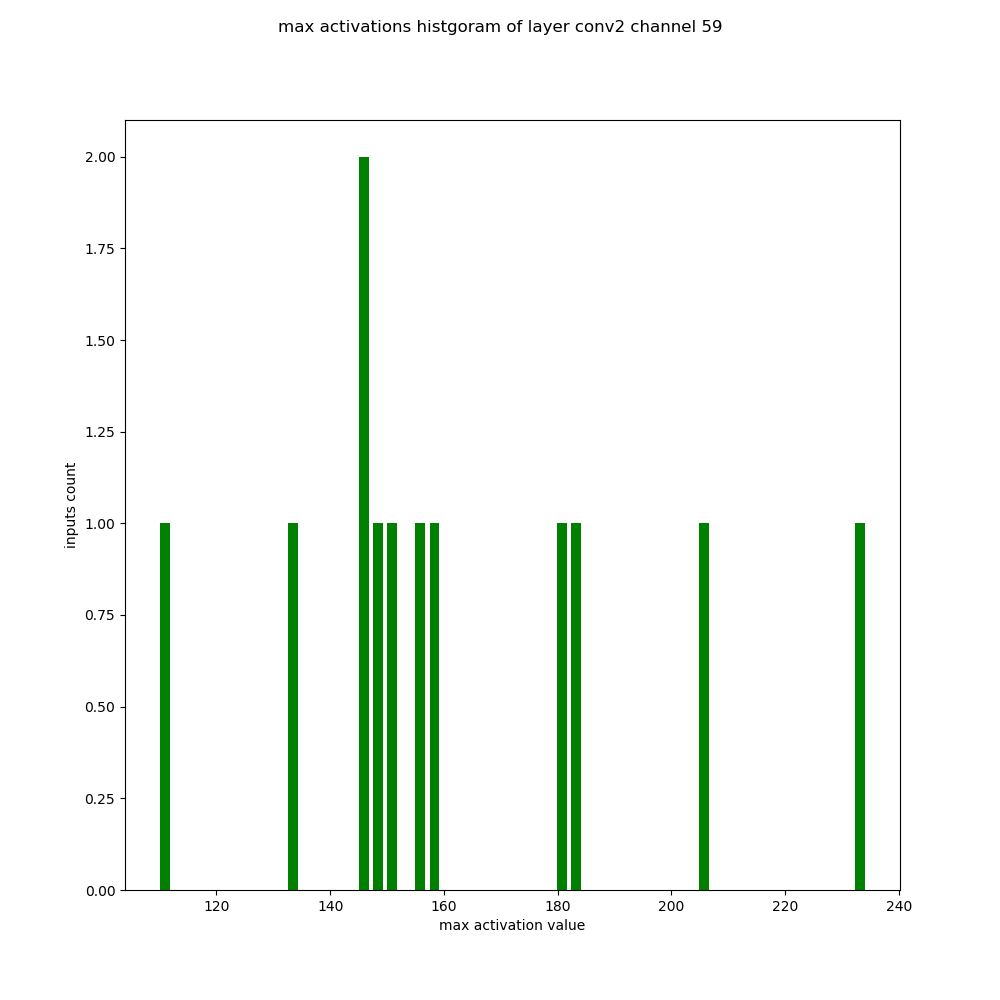 max activations histgoram of layer conv2 channel 59
2.00
1.75
1.50
1.25
1.00
0.75
0.50
0.25
0.00
inputs count
120 140 160 180 200 220 240
max activation value